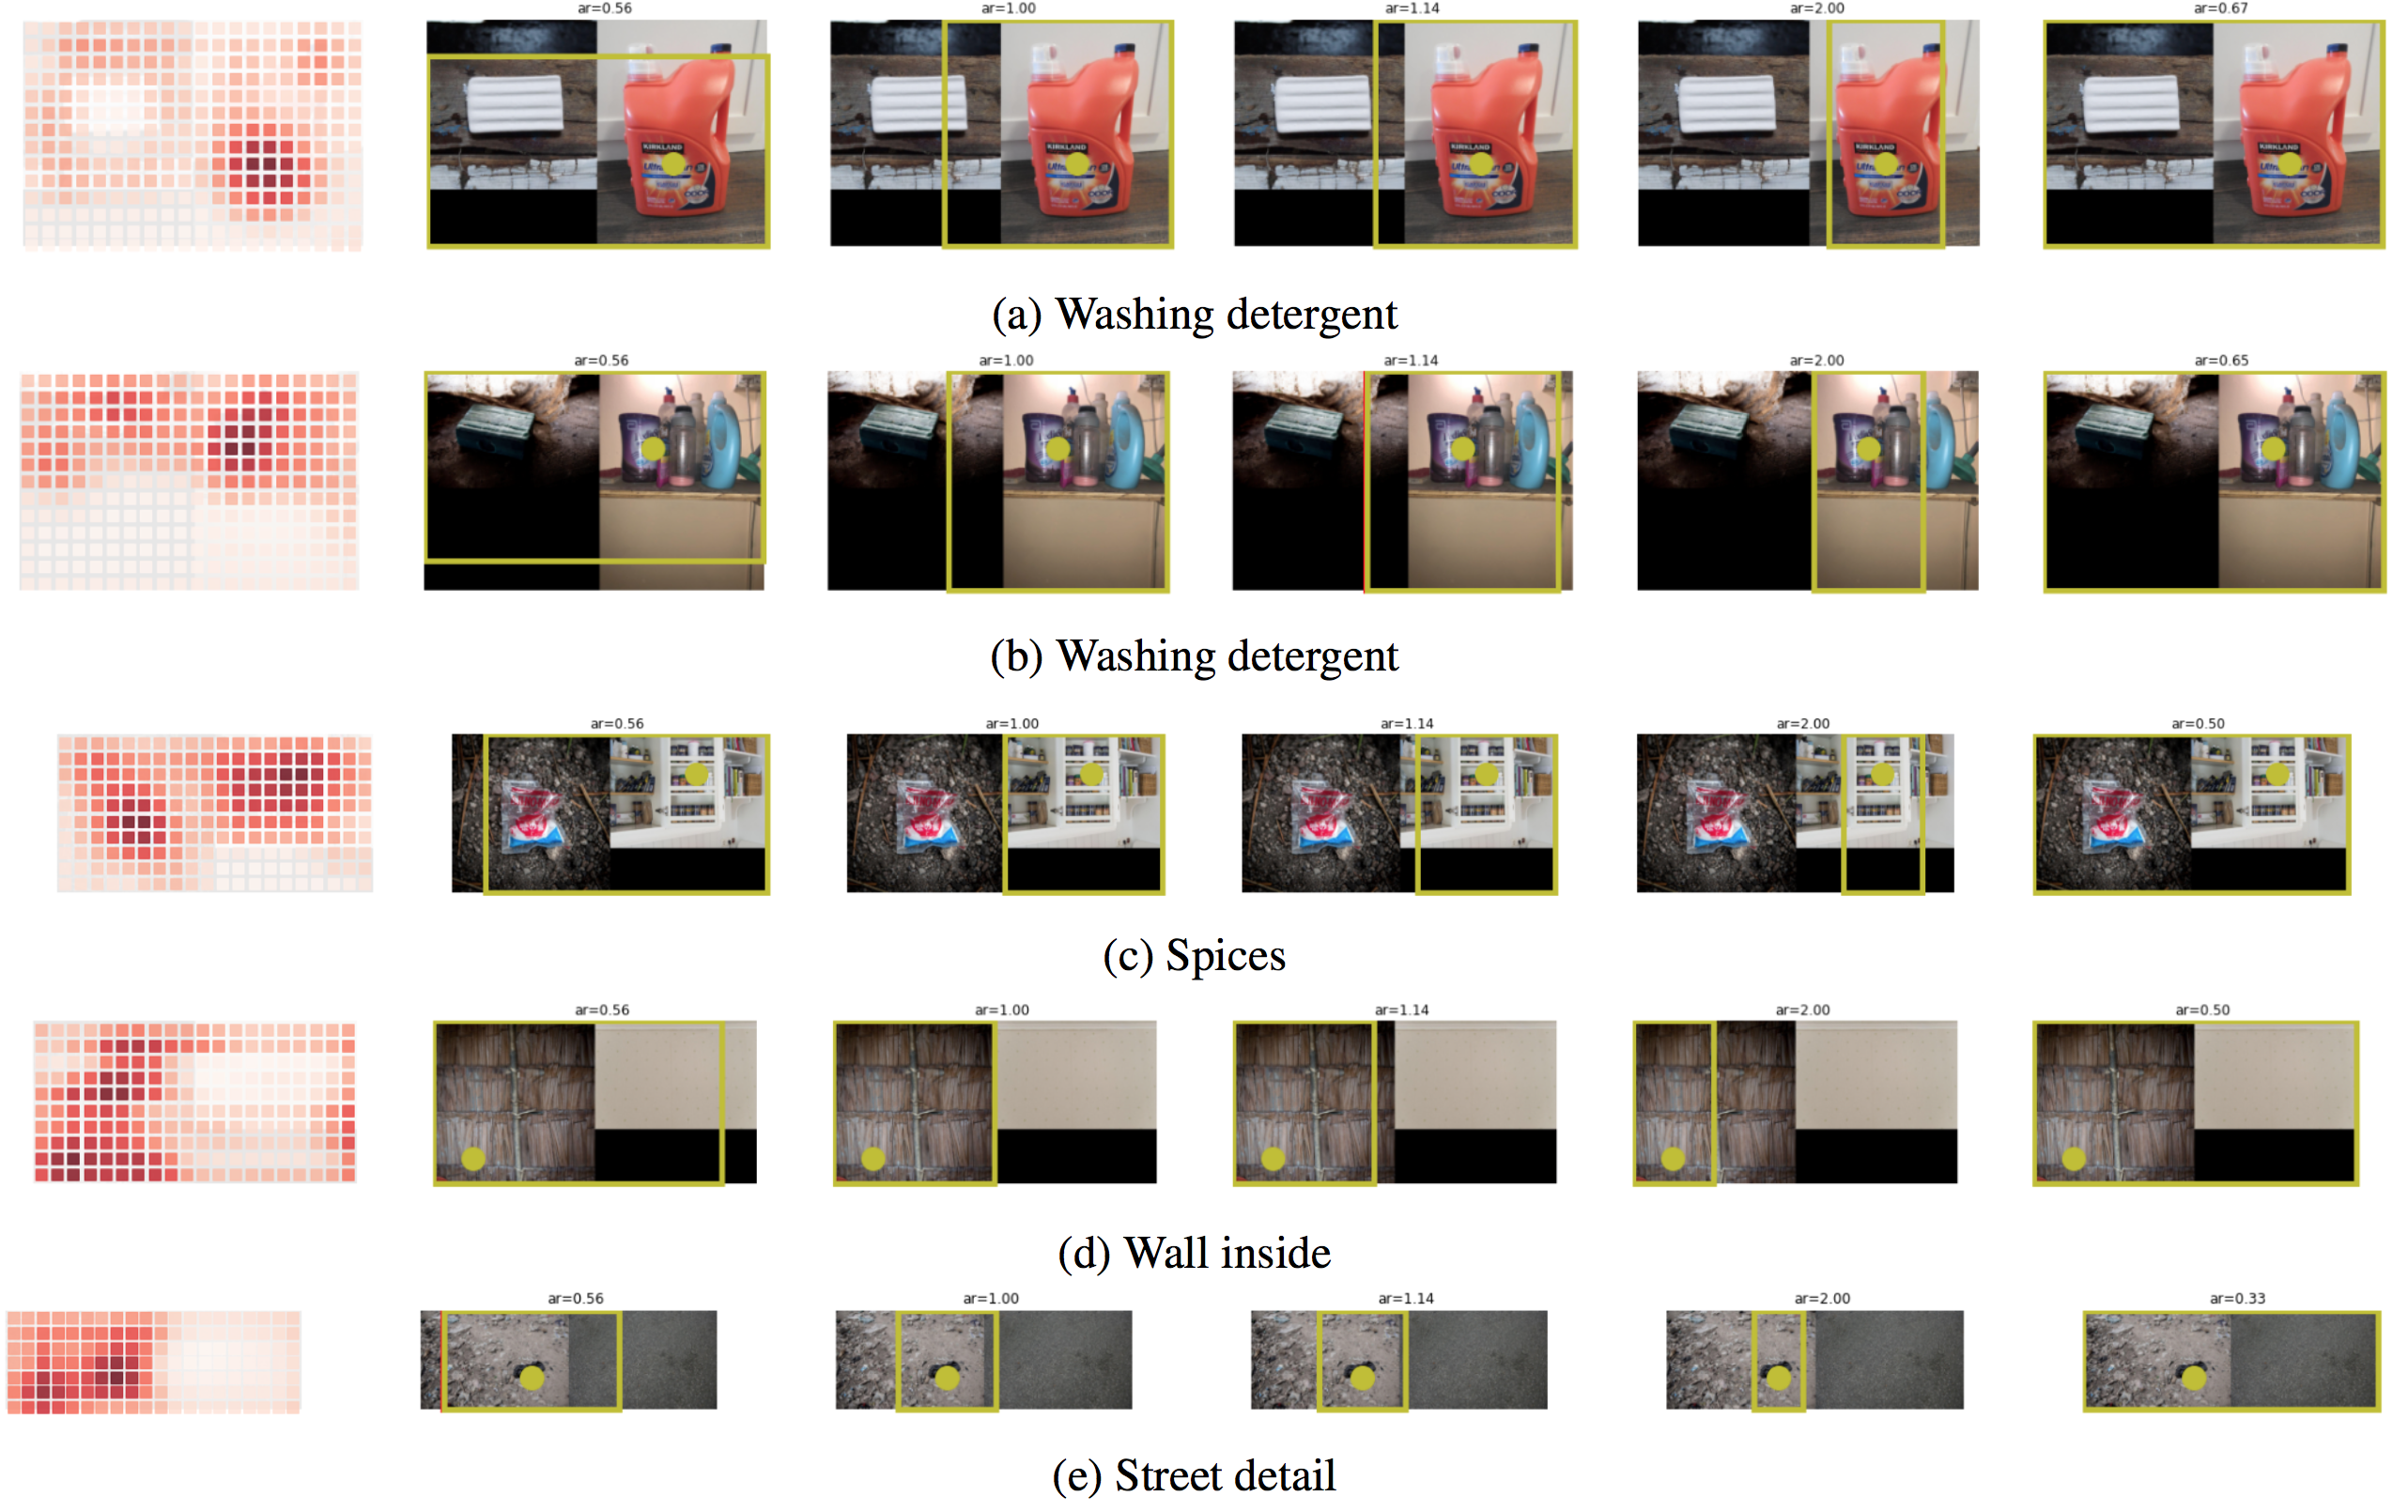 ar=0.56 ar=1.00 ar=1.14 ar=2.00 ar=0.67
KIRKLAND KIRKLAND KIRKLAND KIRKLAND KIRKLAND
(a) Washing detergent
ar=0.56 ar=1.00 ar=1.14 ar=2.00 ar=0.65
(b) Washing detergent
ar=0.56 ar=1.00 ar=1.14 ar=2.00 ar=0.50
(c) Spices
ar=0.56 ar=1.00 ar=1.14 ar=2.00 ar=0.50
(d) Wall inside
ar=0.56 ar=1.00 ar=1.14 ar=2.00 ar=0.33
(e) Street detail